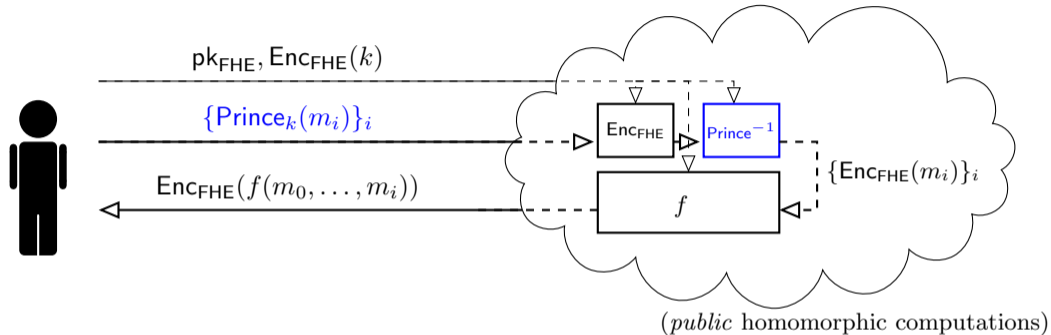 pk_FHE, Enc_FHE(k)
{Prince_k(m_i)}_i
Enc_FHE
Prince^{-1}
{Enc_FHE(m_i)}_i
Enc_FHE(f(m_0, . . . , m_i))
f
(public homomorphic computations)